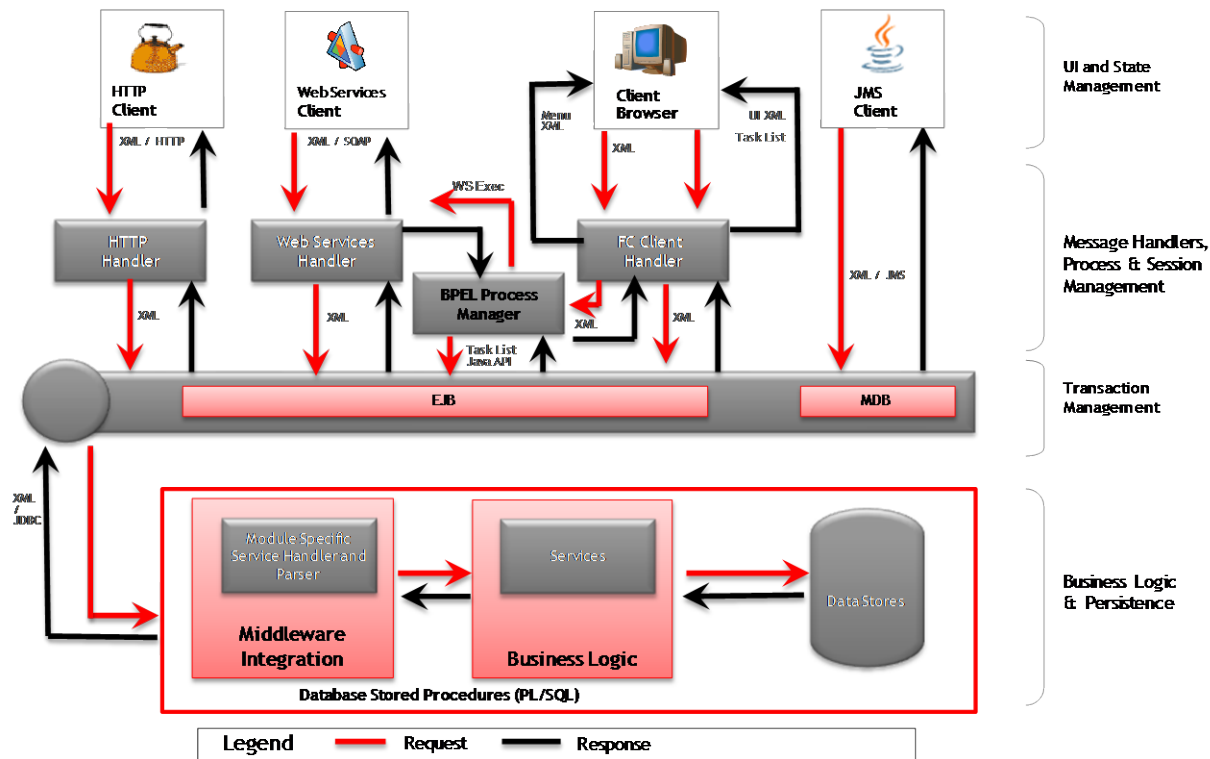 HTTP
Client
Web Services
Client
Client
Browser
JMS
Client
UI and State
Management
XML / HTTP
XML / SOAP
Menu
XML
XML
UI XML
Task List
WS Exec
HTTP
Handler
Web Services
Handler
FC Client
Handler
BPEL Process
Manager
XML / JMS
Message Handlers,
Process & Session
Management
XML
XML
XML
XML
Task List
Java API
EJB
MDB
Transaction
Management
XML
/
JDBC
Module Specific
Service Handler and
Parser
Services
Data Stores
Middleware
Integration
Business Logic
Database Stored Procedures (PL/SQL)
Business Logic
& Persistence
Legend
Request
Response